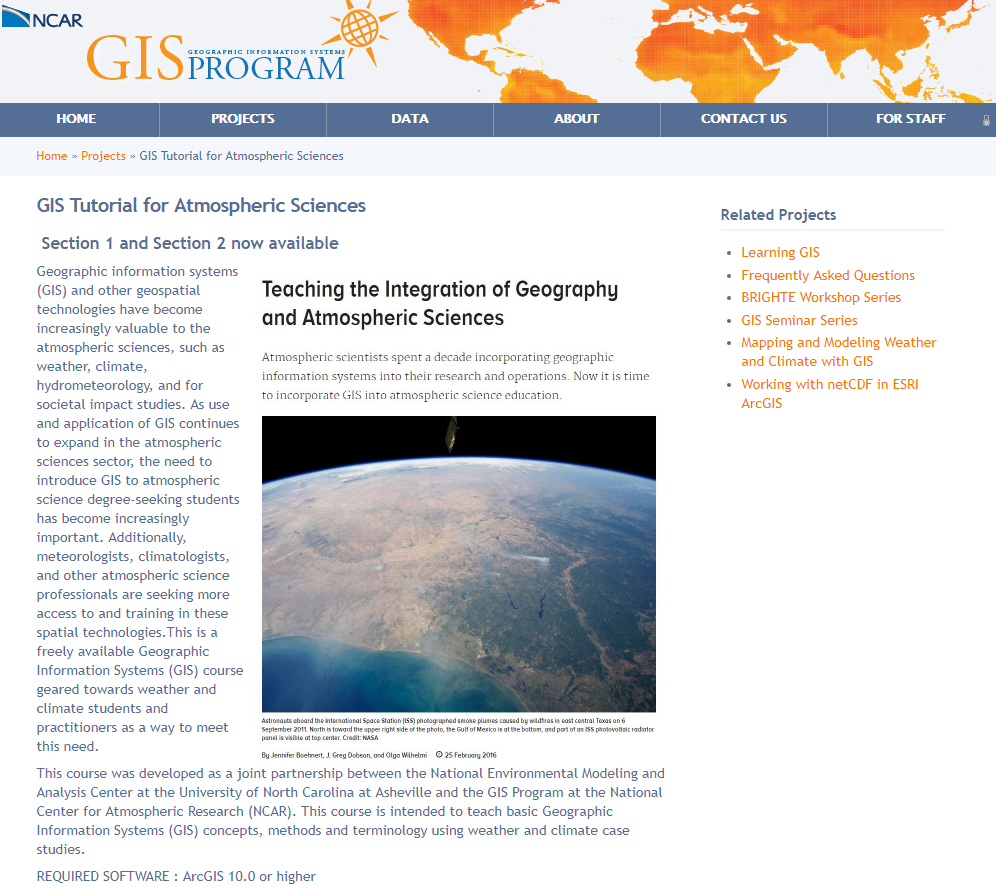 NCAR
GIS GEOGRAPHIC INFORMATION SYSTEMS
PROGRAM
HOME PROJECTS DATA ABOUT CONTACT US FOR STAFF
Home » Projects » GIS Tutorial for Atmospheric Sciences
GIS Tutorial for Atmospheric Sciences
Section 1 and Section 2 now available
Geographic information systems
(GIS) and other geospatial
technologies have become
increasingly valuable to the
atmospheric sciences, such as
weather, climate,
hydrometeorology, and for
societal impact studies. As use
and application of GIS continues
to expand in the atmospheric
sciences sector, the need to
introduce GIS to atmospheric
science degree-seeking students
has become increasingly
important. Additionally,
meteorologists, climatologists,
and other atmospheric science
professionals are seeking more
access to and training in these
spatial technologies.This is a
freely available Geographic
Information Systems (GIS) course
geared towards weather and
climate students and
practitioners as a way to meet
this need.
Teaching the Integration of Geography
and Atmospheric Sciences
Atmospheric scientists spent a decade incorporating geographic
information systems into their research and operations. Now it is time
to incorporate GIS into atmospheric science education.
Astronauts aboard the International Space Station (ISS) photographed smoke plumes caused by wildfires in east central Texas on 6
September 2011. North is toward the upper right side of the photo, the Gulf of Mexico is at the bottom, and part of an ISS photovoltaic radiator
panel is visible at top center. Credit: NASA
By Jennifer Boehnert, J. Greg Dobson, and Olga Wilhelmi 25 February 2016
This course was developed as a joint partnership between the National Environmental Modeling and
Analysis Center at the University of North Carolina at Asheville and the GIS Program at the National
Center for Atmospheric Research (NCAR). This course is intended to teach basic Geographic
Information Systems (GIS) concepts, methods and terminology using weather and climate case
studies.
REQUIRED SOFTWARE : ArcGIS 10.0 or higher
Related Projects
Learning GIS
Frequently Asked Questions
BRIGHTE Workshop Series
GIS Seminar Series
Mapping and Modeling Weather
and Climate with GIS
Working with netCDF in ESRI
ArcGIS